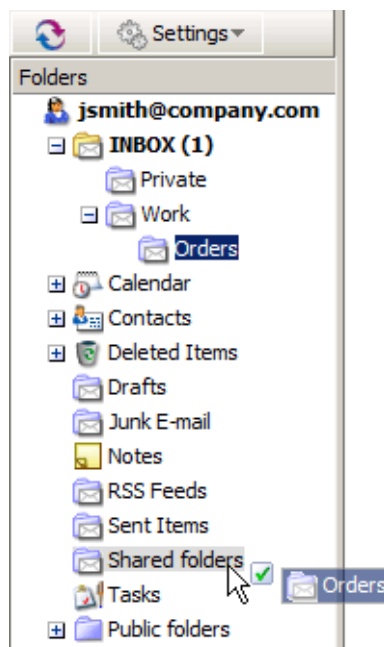 Settings
Folders
jsmith@company.com
INBOX (1)
Private
Work
Orders
Calendar
Contacts
Deleted Items
Drafts
Junk E-mail
Notes
RSS Feeds
Sent Items
Shared folders
Orders
Tasks
Public folders